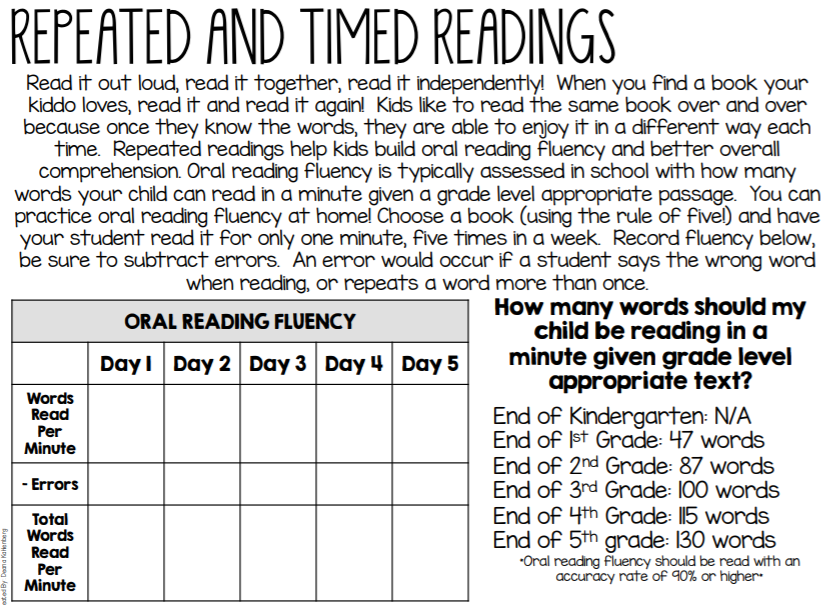 REPEATED AND TIMED READINGS
Read it out loud, read it together, read it independently! When you find a book your
kiddo loves, read it and read it again! Kids like to read the same book over and over
because once they know the words, they are able to enjoy it in a different way each
time. Repeated readings help kids build oral reading fluency and better overall
comprehension. Oral reading fluency is typically assessed in school with how many
words your child can read in a minute given a grade level appropriate passage. You can
practice oral reading fluency at home! Choose a book (using the rule of five!) and have
your student read it for only one minute, five times in a week. Record fluency below,
be sure to subtract errors. An error would occur if a student says the wrong word
when reading, or repeats a word more than once.
ORAL READING FLUENCY
Day 1 Day 2 Day 3 Day 4 Day 5
Words
Read
Per
Minute
- Errors
Total
Words
Read
Per
Minute
How many words should my
child be reading in a
minute given grade level
appropriate text?
End of Kindergarten: N/A
End of 1st Grade: 47 words
End of 2nd Grade: 87 words
End of 3rd Grade: 100 words
End of 4th Grade: 115 words
End of 5th grade: 130 words
*Oral reading fluency should be read with an
accuracy rate of 90% or higher*
By: Deana